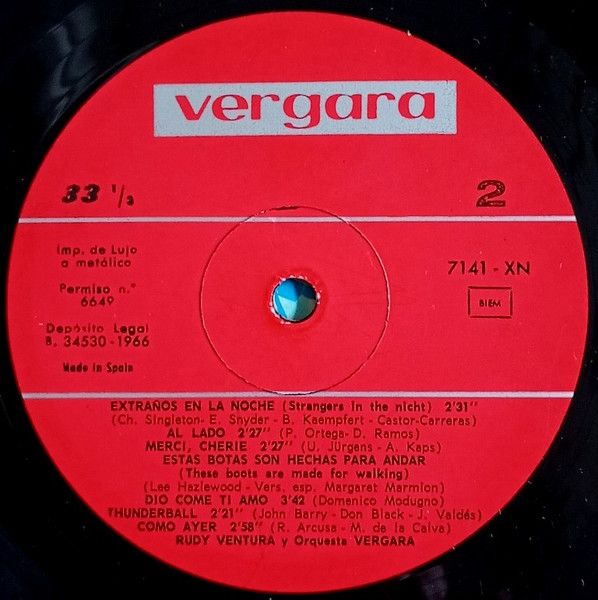 vergara
33 1/3
2
Imp. de Lujo
a metálico
Permiso n.º
6649
Depósito Legal
B. 34530-1966
Made in Spain
7141 - XN
BIEM
EXTRAÑOS EN LA NOCHE (Strangers in the nicht) 2'31''
(Ch. Singleton- E. Snyder - B. Kaempfert - Castor-Carreras)
AL LADO 2'27'' (P. Ortega- D. Ramos)
MERCI, CHERIE 2'27'' (U. Jürgens - A. Kaps)
ESTAS BOTAS SON HECHAS PARA ANDAR
(These boots are made for walking)
(Lee Hazlewood - Vers. esp. Margaret Marmion)
DIO COME TI AMO 3'42 (Domenico Modugno)
THUNDERBALL 2'21'' (John Barry - Don Black - J. Valdés)
COMO AYER 2'58'' (R. Arcusa - M. de la Calva)
RUDY VENTURA y Orquesta VERGARA